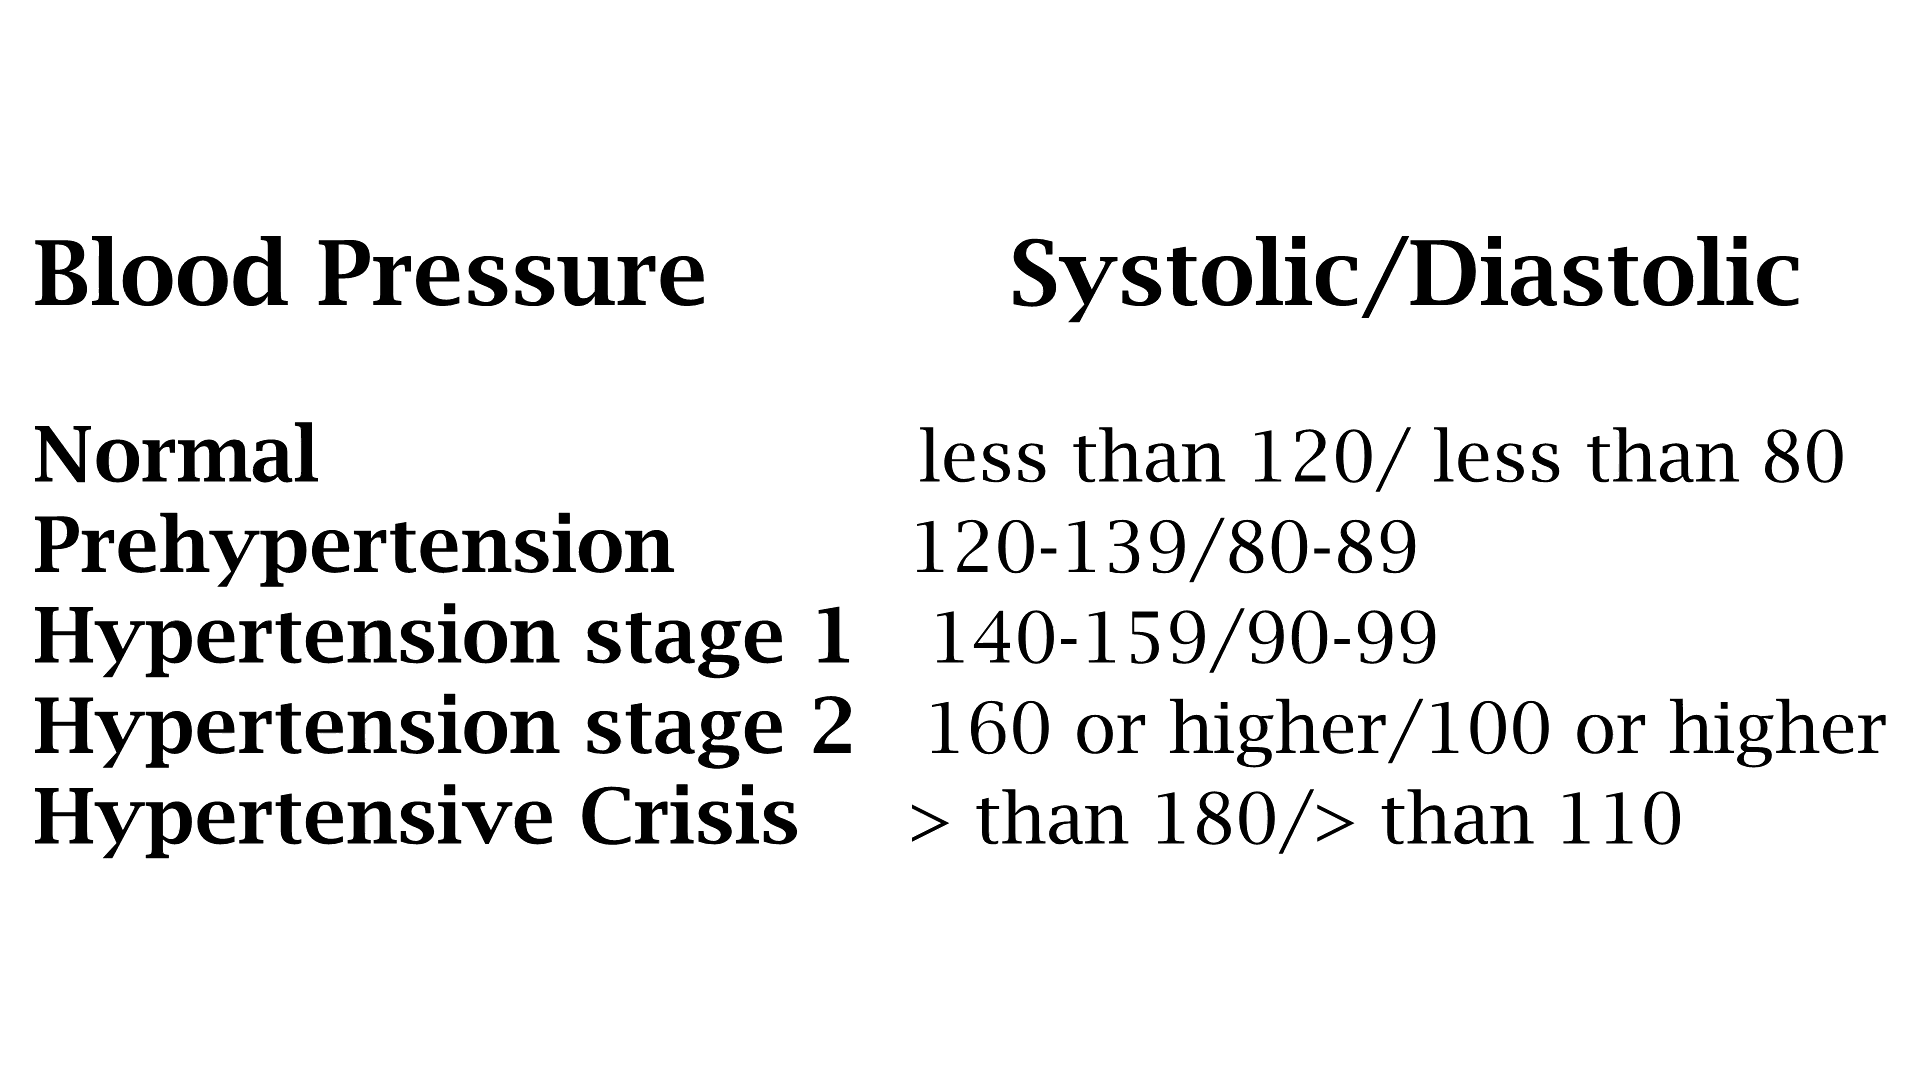 Blood Pressure Systolic/Diastolic
Normal less than 120/ less than 80
Prehypertension 120-139/80-89
Hypertension stage 1 140-159/90-99
Hypertension stage 2 160 or higher/100 or higher
Hypertensive Crisis > than 180/> than 110